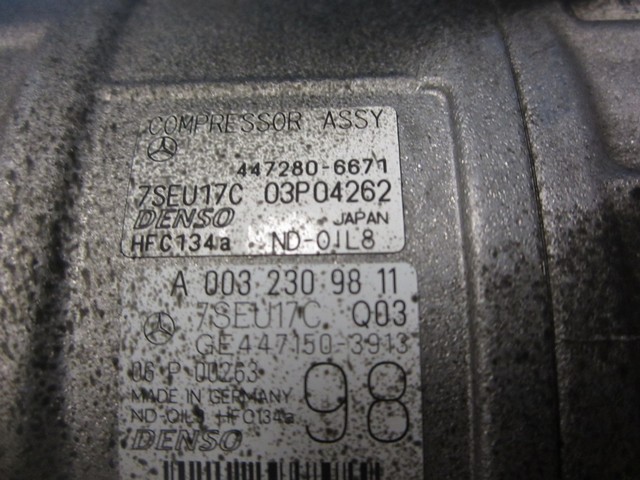 COMPRESSOR ASSY
447280-6671
7SEU17C 03P04262
DENSO JAPAN
HFC134a ND-OIL8
A 003 230 98 11
7SEU17C Q03
GE447150-3913
06 P 00263
98
MADE IN GERMANY
ND-OIL8 HFC134a
DENSO